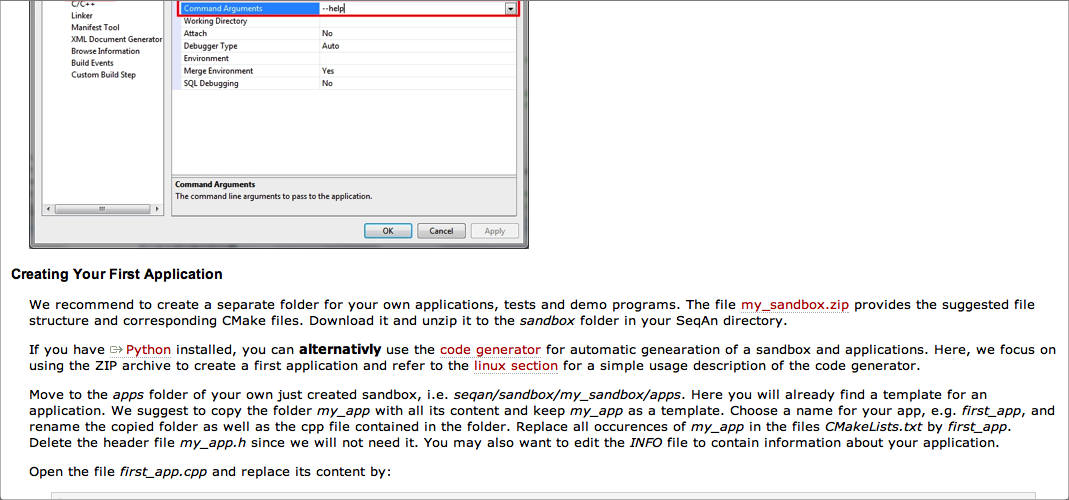 C/C++
Linker
Manifest Tool
XML Document Generator
Browse Information
Build Events
Custom Build Step
Command Arguments --help
Working Directory
Attach No
Debugger Type Auto
Environment
Merge Environment Yes
SQL Debugging No
Command Arguments
The command line arguments to pass to the application.
OK Cancel Apply
Creating Your First Application
We recommend to create a separate folder for your own applications, tests and demo programs. The file my_sandbox.zip provides the suggested file
structure and corresponding CMake files. Download it and unzip it to the sandbox folder in your SeqAn directory.
If you have Python installed, you can alternativly use the code generator for automatic genearation of a sandbox and applications. Here, we focus on
using the ZIP archive to create a first application and refer to the linux section for a simple usage description of the code generator.
Move to the apps folder of your own just created sandbox, i.e. seqan/sandbox/my_sandbox/apps. Here you will already find a template for an
application. We suggest to copy the folder my_app with all its content and keep my_app as a template. Choose a name for your app, e.g. first_app, and
rename the copied folder as well as the cpp file contained in the folder. Replace all occurences of my_app in the files CMakeLists.txt by first_app.
Delete the header file my_app.h since we will not need it. You may also want to edit the INFO file to contain information about your application.
Open the file first_app.cpp and replace its content by: